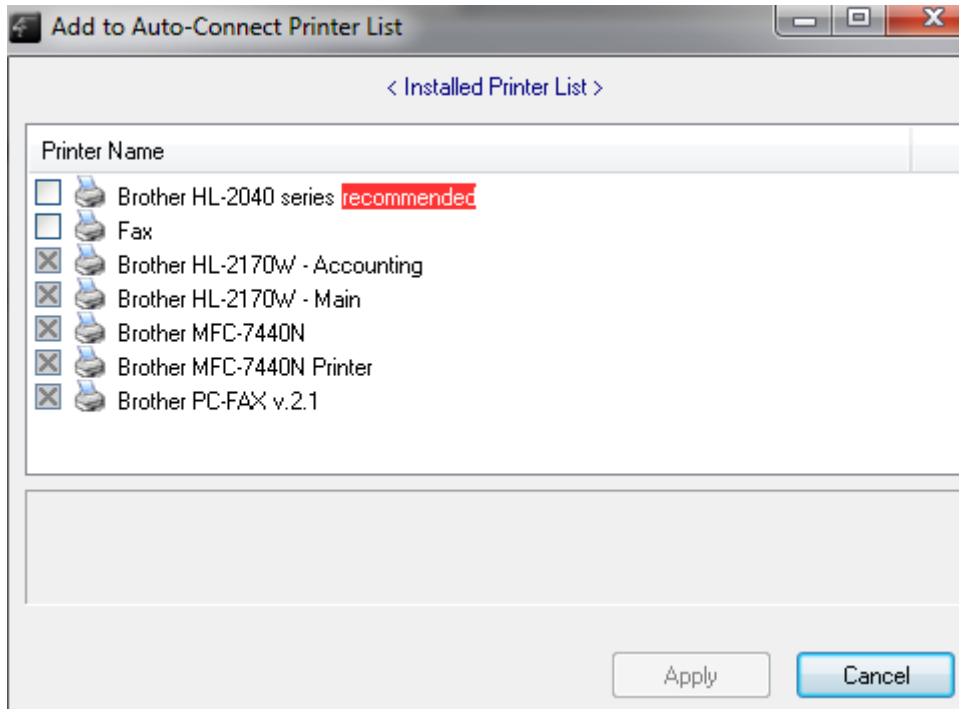 Add to Auto-Connect Printer List
< Installed Printer List >
Printer Name
Brother HL-2040 series recommended
Fax
Brother HL-2170W - Accounting
Brother HL-2170W - Main
Brother MFC-7440N
Brother MFC-7440N Printer
Brother PC-FAX v.2.1
Apply Cancel